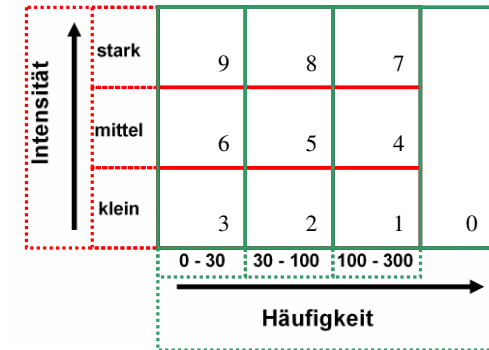 Intensität
stark 9 8 7
mittel 6 5 4
klein 3 2 1 0
0 - 30 30 - 100 100 - 300
Häufigkeit